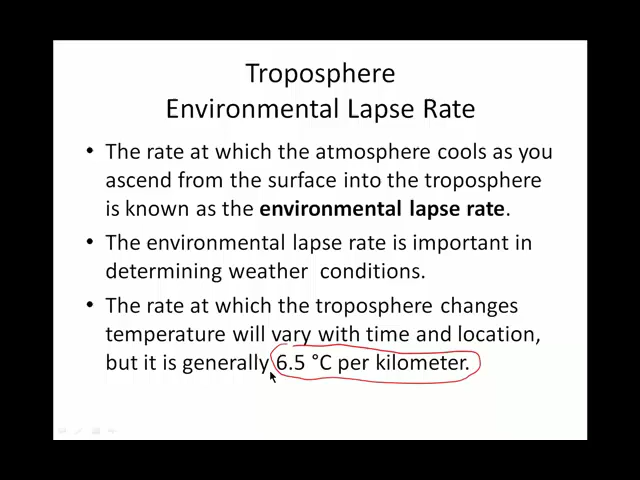 Troposphere
Environmental Lapse Rate
• The rate at which the atmosphere cools as you
ascend from the surface into the troposphere
is known as the environmental lapse rate.
• The environmental lapse rate is important in
determining weather  conditions.
• The rate at which the troposphere changes
temperature will vary with time and location,
but it is generally 6.5 °C per kilometer.